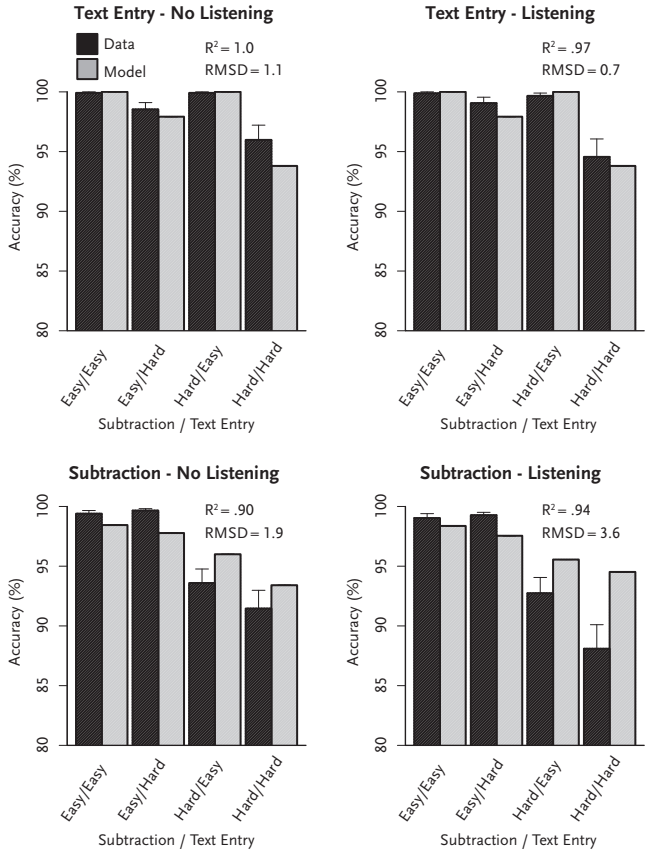 Text Entry - No Listening
Data
Model
R² = 1.0
RMSD = 1.1
Accuracy (%)
100
95
90
85
80
Easy/Easy
Easy/Hard
Hard/Easy
Hard/Hard
Subtraction / Text Entry
Text Entry - Listening
R² = .97
RMSD = 0.7
Accuracy (%)
100
95
90
85
80
Easy/Easy
Easy/Hard
Hard/Easy
Hard/Hard
Subtraction / Text Entry
Subtraction - No Listening
R² = .90
RMSD = 1.9
Accuracy (%)
100
95
90
85
80
Easy/Easy
Easy/Hard
Hard/Easy
Hard/Hard
Subtraction / Text Entry
Subtraction - Listening
R² = .94
RMSD = 3.6
Accuracy (%)
100
95
90
85
80
Easy/Easy
Easy/Hard
Hard/Easy
Hard/Hard
Subtraction / Text Entry